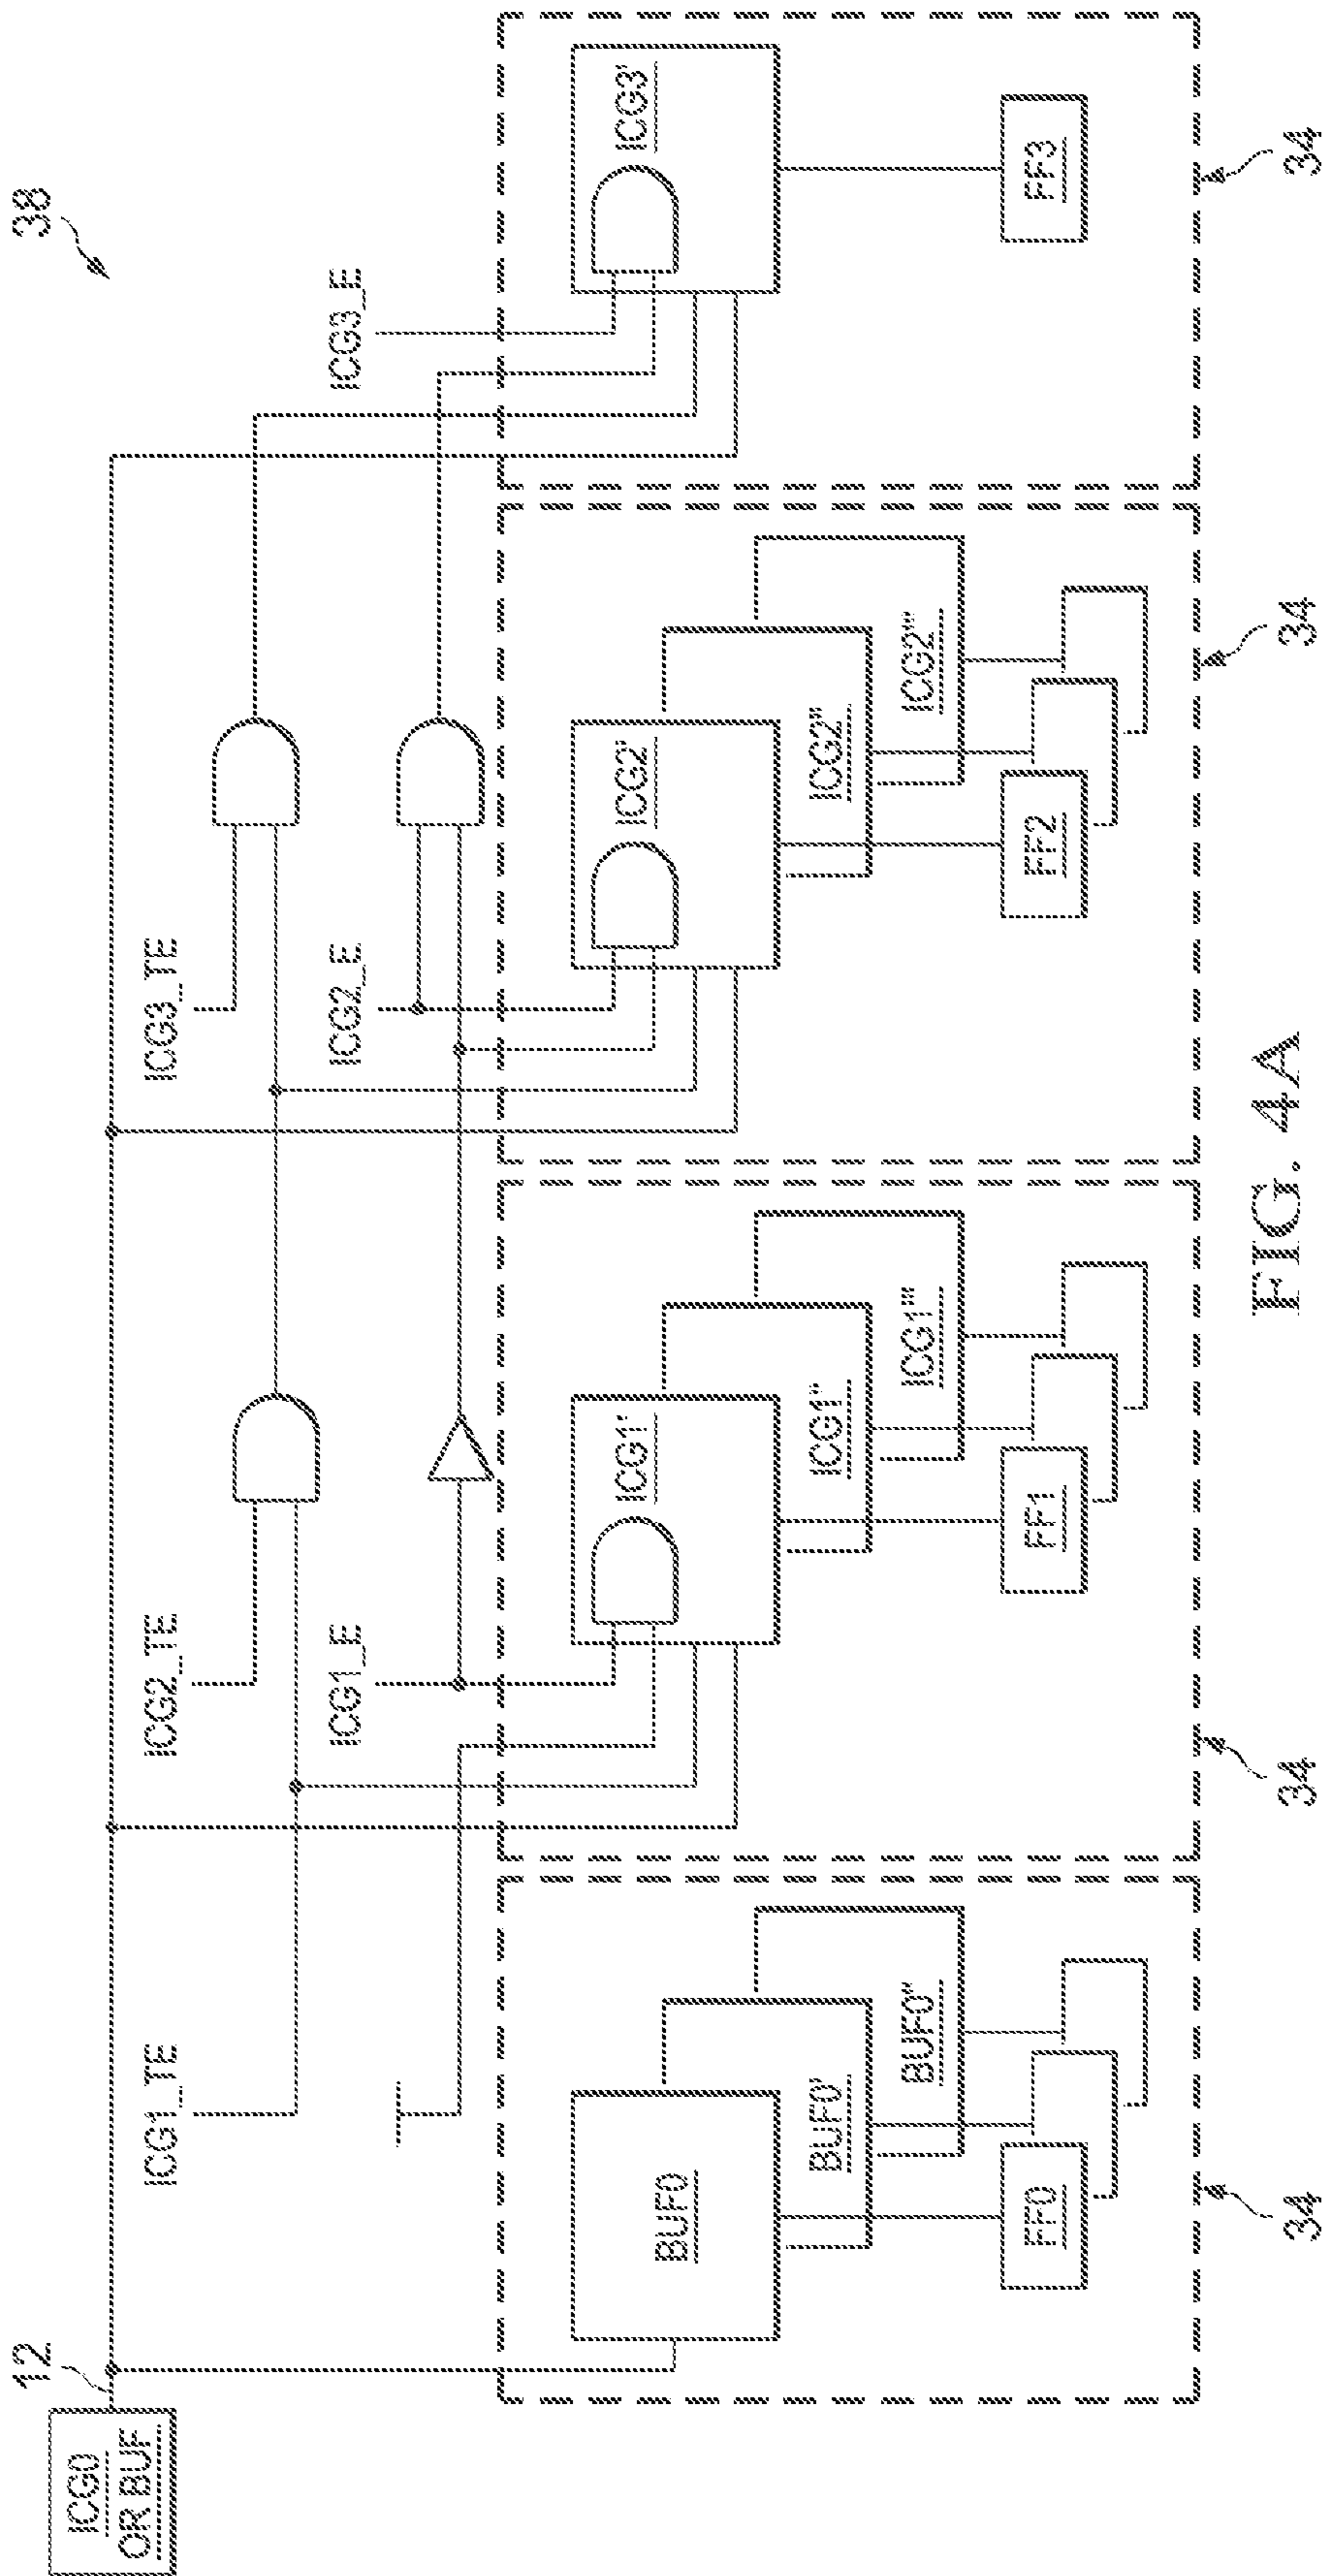 38
12
ICG0
OR BUF
ICG1_TE
ICG2_TE
ICG3_TE
ICG1_E
ICG2_E
ICG3_E
BUF0
BUF0'
BUF0"
FF0
34
ICG1'
ICG1"
ICG1'''
FF1
34
ICG2'
ICG2"
ICG2'''
FF2
34
ICG3'
FF3
34
FIG. 4A